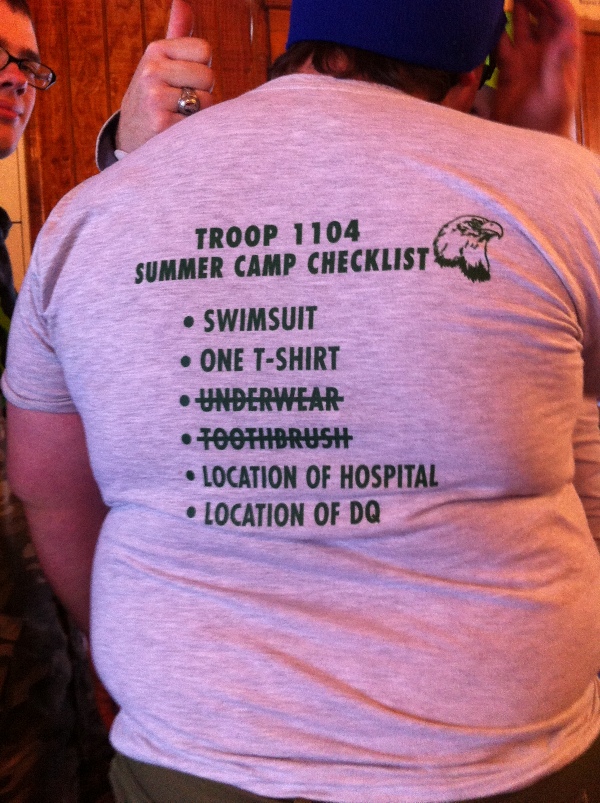 TROOP 1104
SUMMER CAMP CHECKLIST
• SWIMSUIT
• ONE T-SHIRT
• UNDERWEAR
• TOOTHBRUSH
• LOCATION OF HOSPITAL
• LOCATION OF DQ